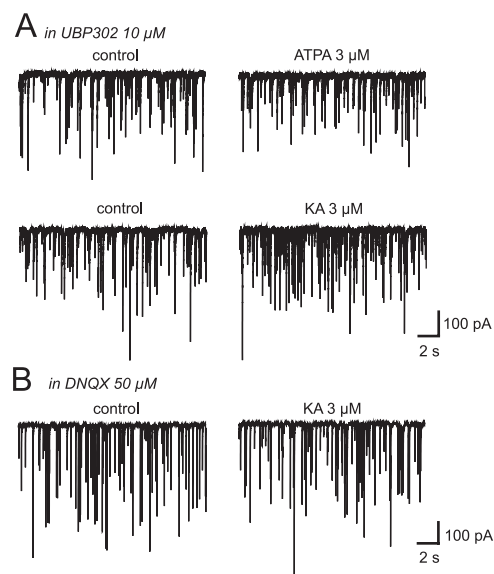 A in UBP302 10 µM
control ATPA 3 µM
control KA 3 µM
100 pA
2 s
B in DNQX 50 µM
control KA 3 µM
100 pA
2 s